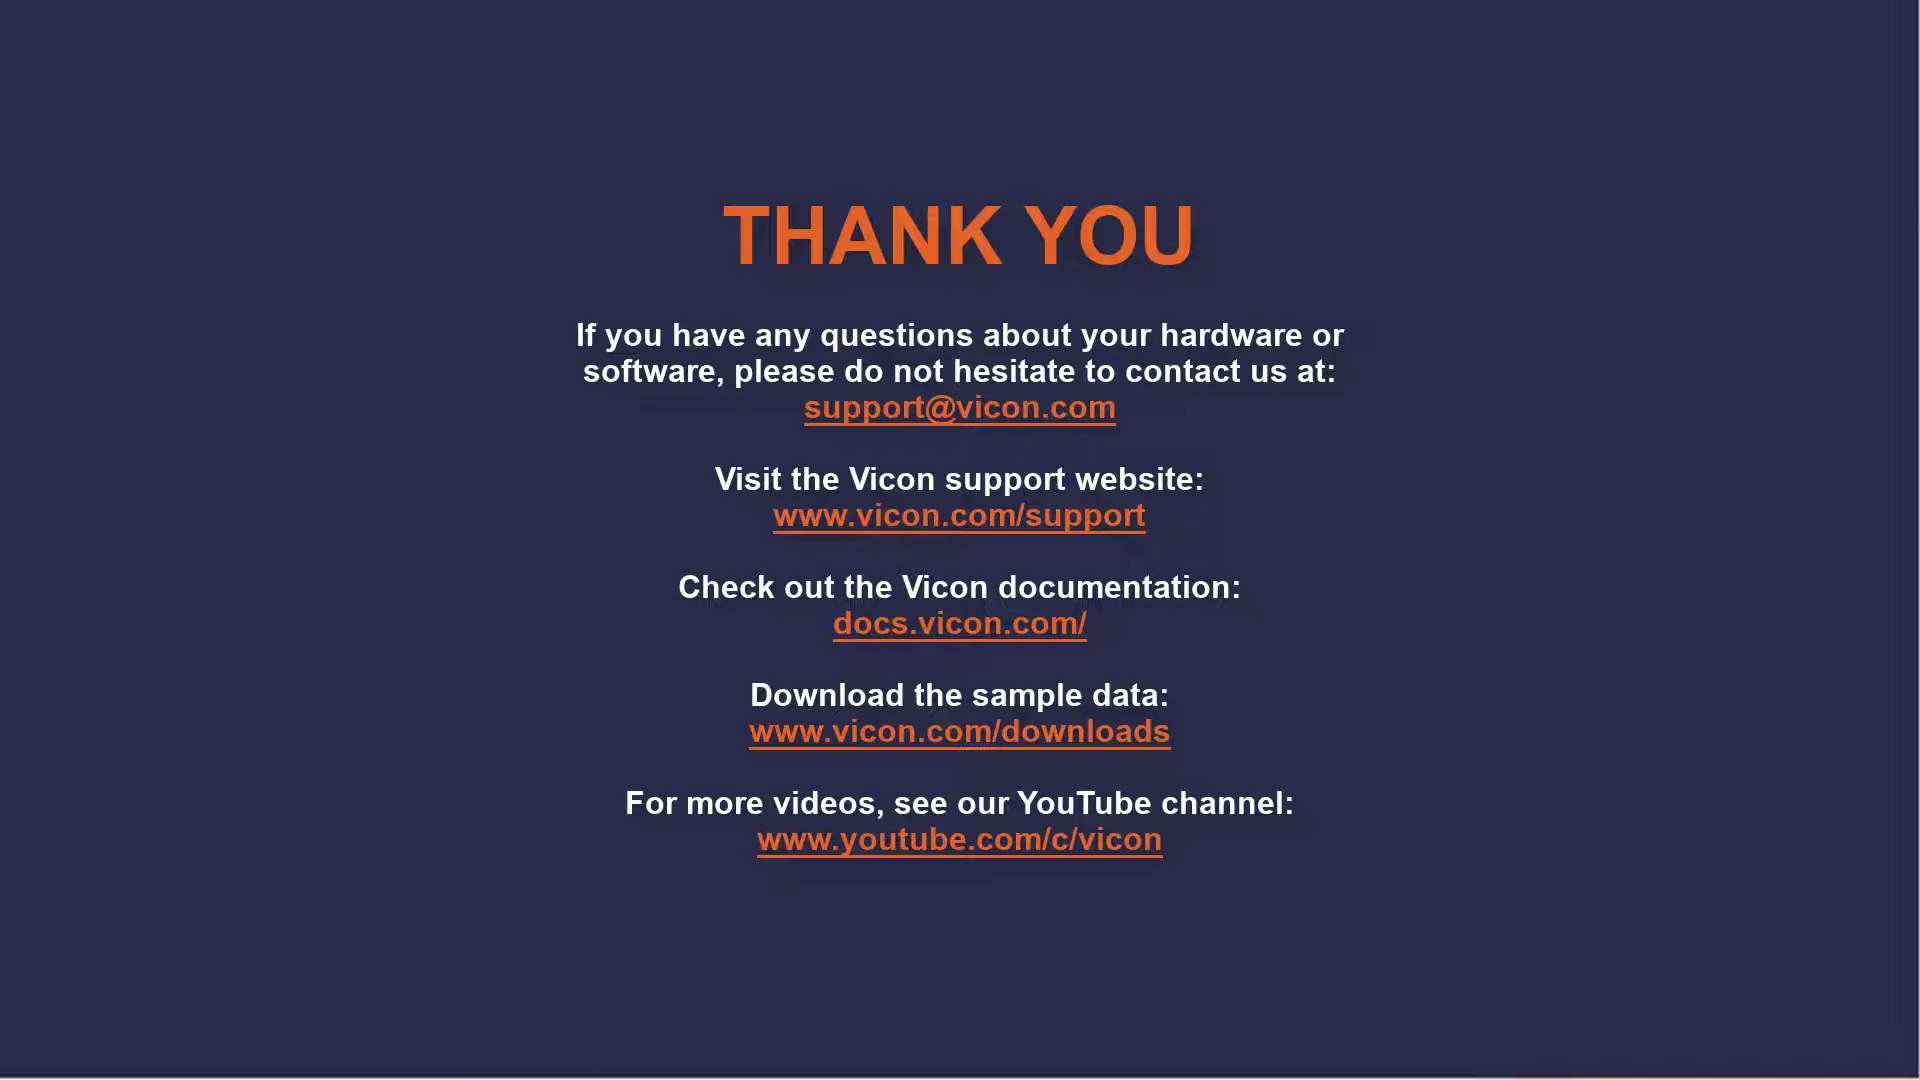 THANK YOU
If you have any questions about your hardware or
software, please do not hesitate to contact us at:
support@vicon.com
Visit the Vicon support website:
www.vicon.com/support
Check out the Vicon documentation:
docs.vicon.com/
Download the sample data:
www.vicon.com/downloads
For more videos, see our YouTube channel:
www.youtube.com/c/vicon